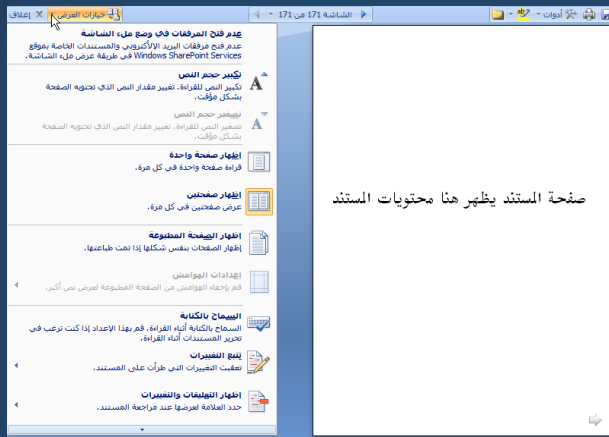 أدوات
الشاشة 171 من 171
خيارات العرض
إغلاق
عدم فتح المرفقات في وضع ملء الشاشة
عدم فتح مرفقات البريد الإلكتروني والمستندات الخاصة بموقع
Windows SharePoint Services في طريقة عرض ملء الشاشة.
تكبير حجم النص
تكبير النص للقراءة. تغيير مقدار النص الذي تحتويه الصفحة
بشكل مؤقت.
تصغير حجم النص
تصغير النص للقراءة. تغيير مقدار النص الذي تحتويه الصفحة
بشكل مؤقت.
إظهار صفحة واحدة
قراءة صفحة واحدة في كل مرة.
إظهار صفحتين
عرض صفحتين في كل مرة.
إظهار الصفحة المطبوعة
إظهار الصفحات بنفس شكلها إذا تمت طباعتها.
إعدادات الهوامش
قم بإخفاء الهوامش من الصفحة المطبوعة لعرض نص أكبر.
السماح بالكتابة
السماح بالكتابة أثناء القراءة. قم بهذا الإعداد إذا كنت ترغب في
تحرير المستندات أثناء القراءة.
تتبع التغييرات
تعقبت التغييرات التي طرأت على المستند.
إظهار التعليقات والتغييرات
حدد العلامة لعرضها عند مراجعة المستند.
صفحة المستند يظهر هنا محتويات المستند